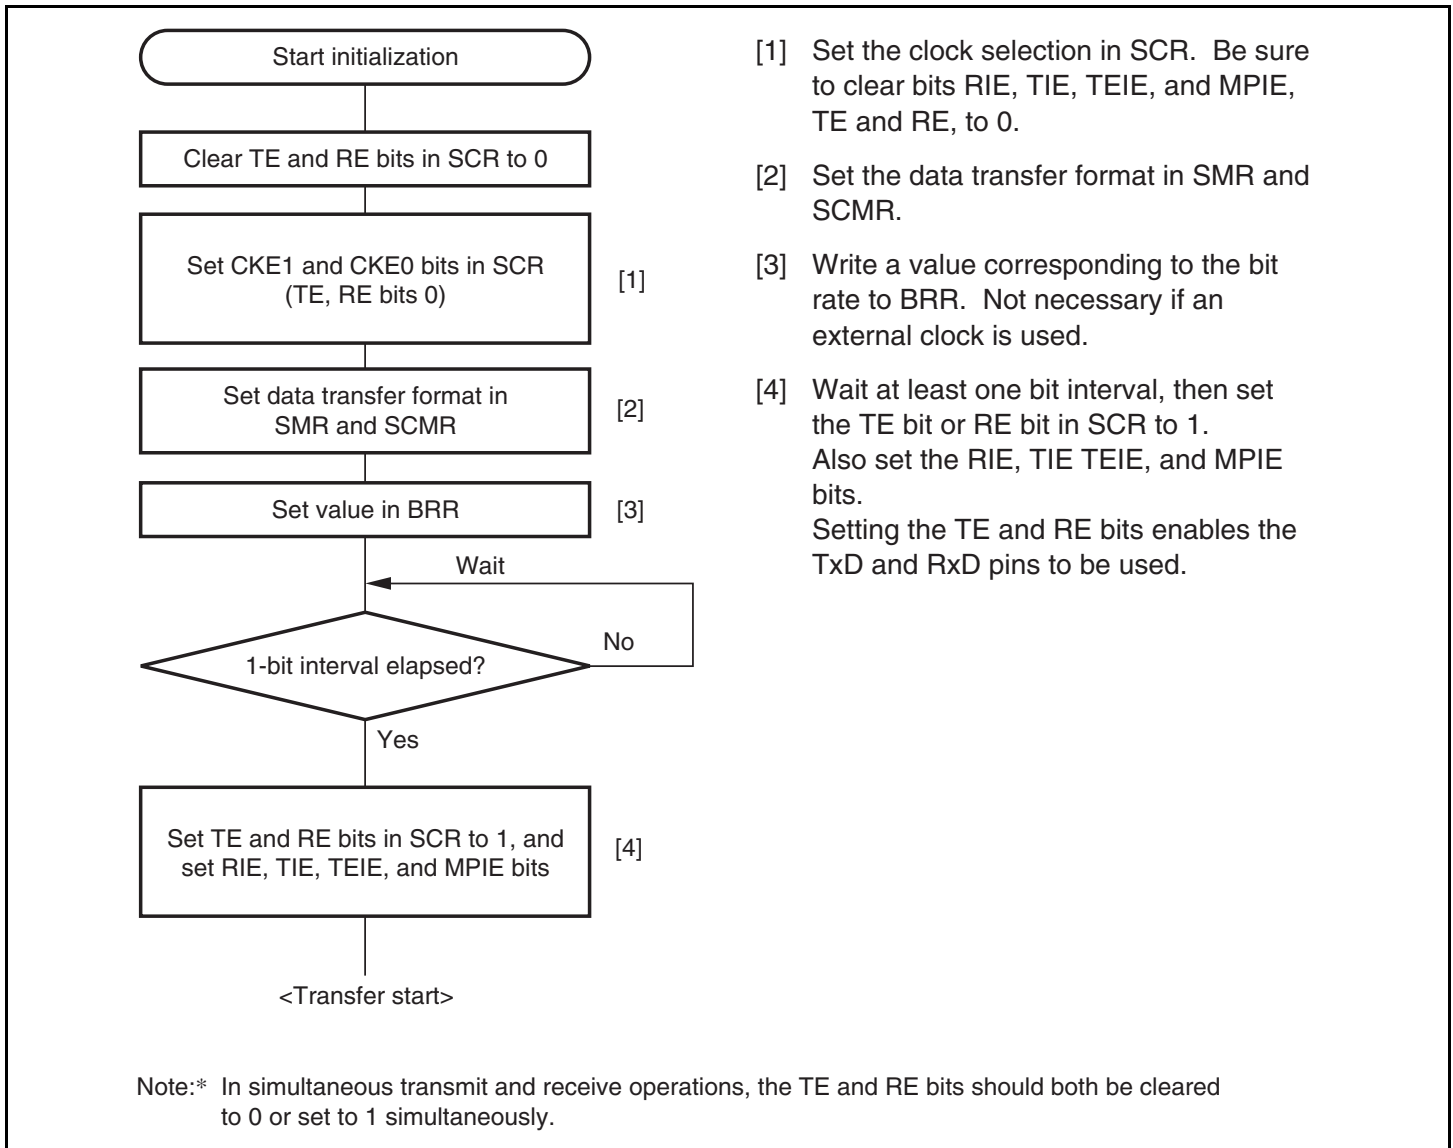 Start initialization
Clear TE and RE bits in SCR to 0
Set CKE1 and CKE0 bits in SCR
(TE, RE bits 0)
[1]
Set data transfer format in
SMR and SCMR
[2]
Set value in BRR
[3]
Wait
No
1-bit interval elapsed?
Yes
Set TE and RE bits in SCR to 1, and
set RIE, TIE, TEIE, and MPIE bits
[4]
<Transfer start>
[1] Set the clock selection in SCR. Be sure
to clear bits RIE, TIE, TEIE, and MPIE,
TE and RE, to 0.
[2] Set the data transfer format in SMR and
SCMR.
[3] Write a value corresponding to the bit
rate to BRR. Not necessary if an
external clock is used.
[4] Wait at least one bit interval, then set
the TE bit or RE bit in SCR to 1.
Also set the RIE, TIE TEIE, and MPIE
bits.
Setting the TE and RE bits enables the
TxD and RxD pins to be used.
Note:* In simultaneous transmit and receive operations, the TE and RE bits should both be cleared
to 0 or set to 1 simultaneously.